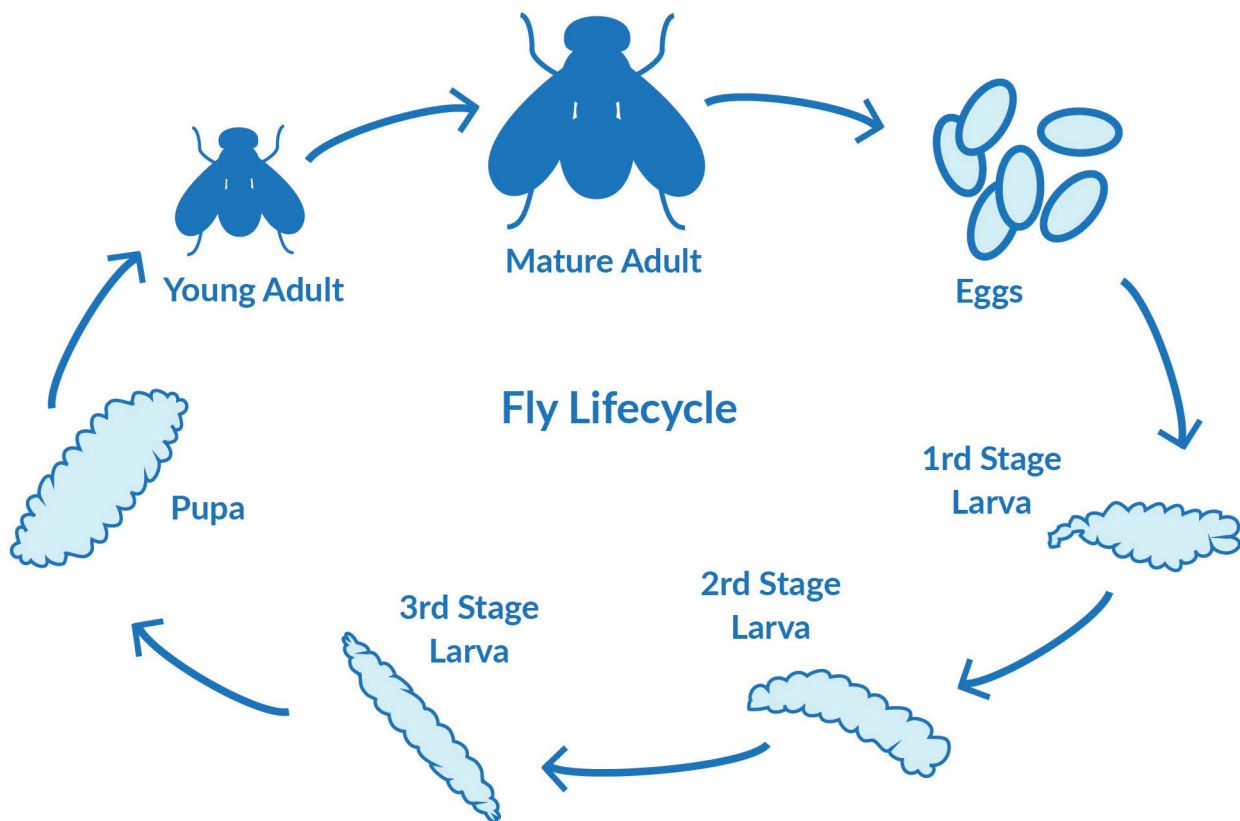 Mature Adult
Young Adult
Eggs
Fly Lifecycle
1rd Stage
Larva
Pupa
2rd Stage
Larva
3rd Stage
Larva